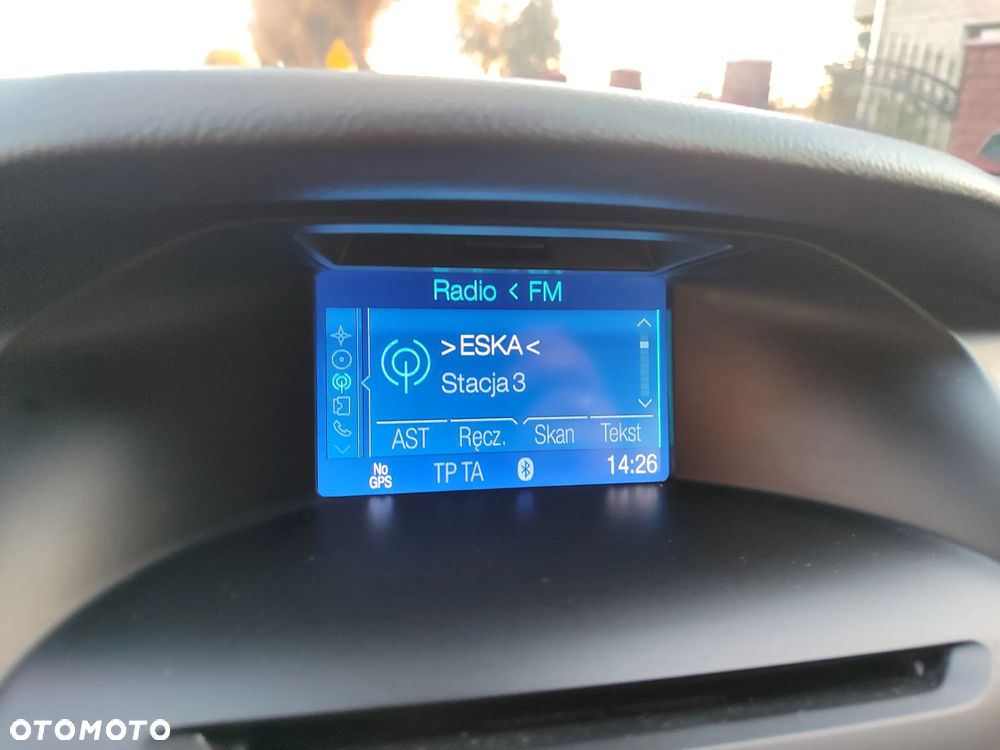 Radio < FM
>ESKA<
Stacja 3
AST Ręcz. Skan Tekst
No GPS TP TA 14:26
OTOMOTO